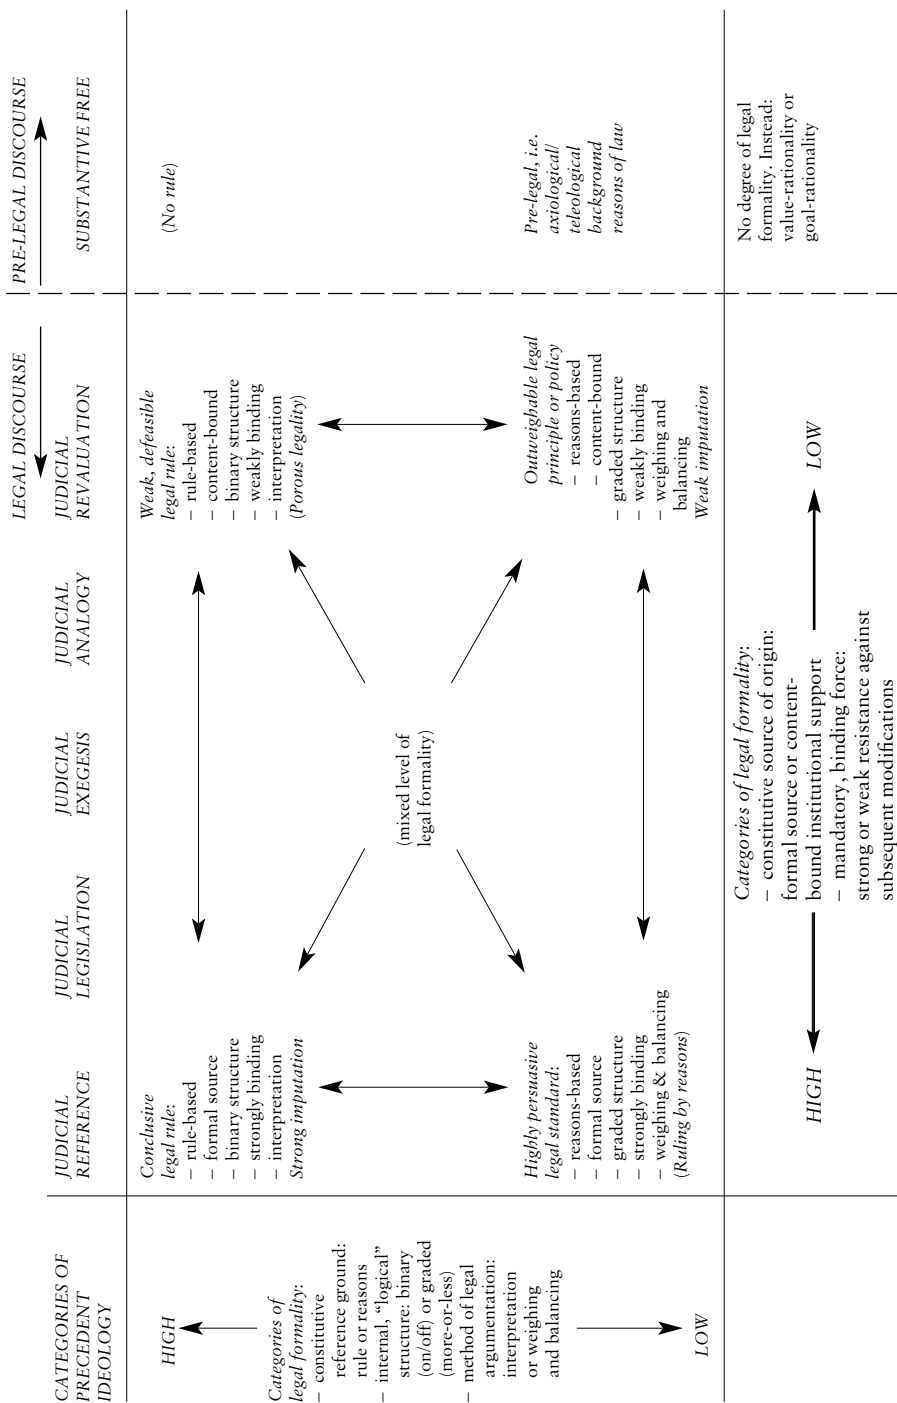 CATEGORIES OF
PRECEDENT
IDEOLOGY
JUDICIAL
REFERENCE
JUDICIAL
LEGISLATION
JUDICIAL
EXEGESIS
JUDICIAL
ANALOGY
LEGAL DISCOURSE
JUDICIAL
REVALUATION
PRE-LEGAL DISCOURSE
SUBSTANTIVE FREE
HIGH
Categories of
legal formality:
– constitutive
reference ground:
rule or reasons
– internal, “logical”
structure: binary
(on/off) or graded
(more-or-less)
– method of legal
argumentation:
interpretation
or weighing
and balancing
LOW
Conclusive
legal rule:
– rule-based
– formal source
– binary structure
– strongly binding
– interpretation
Strong imputation
Weak, defeasible
legal rule:
– rule-based
– content-bound
– binary structure
– weakly binding
– interpretation
(Porous legality)
(No rule)
(mixed level of
legal formality)
Highly persuasive
legal standard:
– reasons-based
– formal source
– graded structure
– strongly binding
– weighing & balancing
(Ruling by reasons)
Outweighable legal
principle or policy
– reasons-based
– content-bound
– graded structure
– weakly binding
– weighing and
balancing
Weak imputation
Pre-legal, i.e.
axiological/
teleological
background
reasons of law
HIGH
Categories of legal formality:
– constitutive source of origin:
formal source or content-
bound institutional support
– mandatory, binding force:
strong or weak resistance against
subsequent modifications
LOW
No degree of legal
formality. Instead:
value-rationality or
goal-rationality